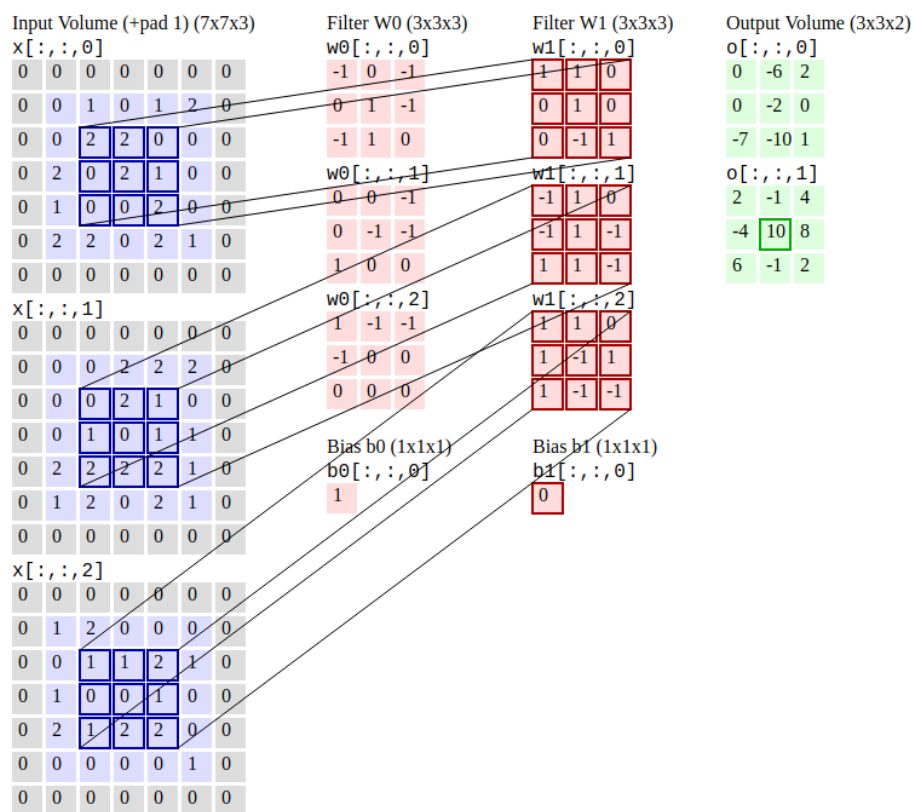 Input Volume (+pad 1) (7x7x3)
x[:,:,0]
0 0 0 0 0 0 0
0 0 1 0 1 2 0
0 0 2 2 0 0 0
0 2 0 2 1 0 0
0 1 0 0 2 0 0
0 2 2 0 2 1 0
0 0 0 0 0 0 0
x[:,:,1]
0 0 0 0 0 0 0
0 0 0 2 2 2 0
0 0 0 2 1 0 0
0 0 1 0 1 1 0
0 2 2 2 2 1 0
0 1 2 0 2 1 0
0 0 0 0 0 0 0
x[:,:,2]
0 0 0 0 0 0 0
0 1 2 0 0 0 0
0 0 1 1 2 1 0
0 1 0 0 1 0 0
0 2 1 2 2 0 0
0 0 0 0 0 1 0
0 0 0 0 0 0 0
Filter W0 (3x3x3)
w0[:,:,0]
-1 0 -1
0 1 -1
-1 1 0
w0[:,:,1]
0 0 -1
0 -1 -1
1 0 0
w0[:,:,2]
1 -1 -1
-1 0 0
0 0 0
Bias b0 (1x1x1)
b0[:,:,0]
1
Filter W1 (3x3x3)
w1[:,:,0]
1 1 0
0 1 0
0 -1 1
w1[:,:,1]
-1 1 0
-1 1 -1
1 1 -1
w1[:,:,2]
1 1 0
1 -1 1
1 -1 -1
Bias b1 (1x1x1)
b1[:,:,0]
0
Output Volume (3x3x2)
o[:,:,0]
0 -6 2
0 -2 0
-7 -10 1
o[:,:,1]
2 -1 4
-4 10 8
6 -1 2